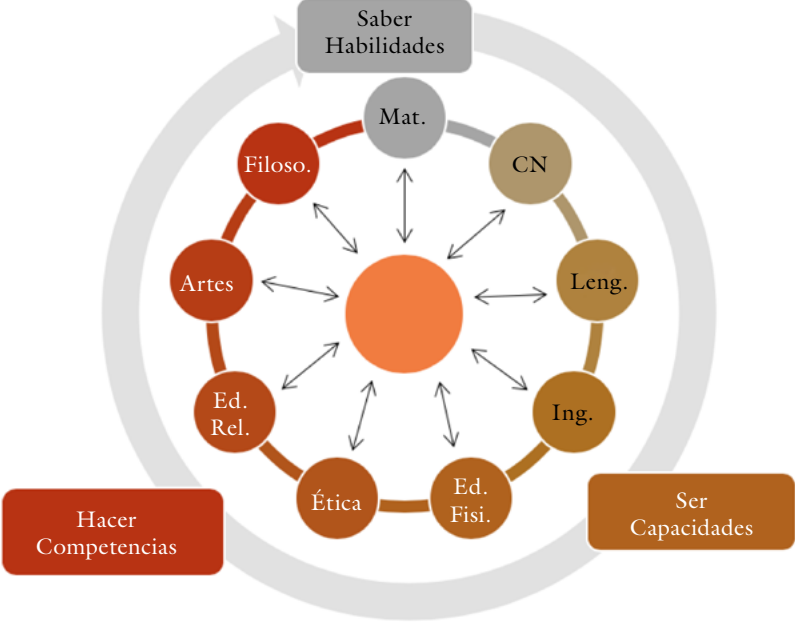 Saber
Habilidades
Mat.
Filoso.
CN
Artes
Leng.
Ed.
Rel.
Ing.
Ética
Ed.
Fisi.
Hacer
Competencias
Ser
Capacidades